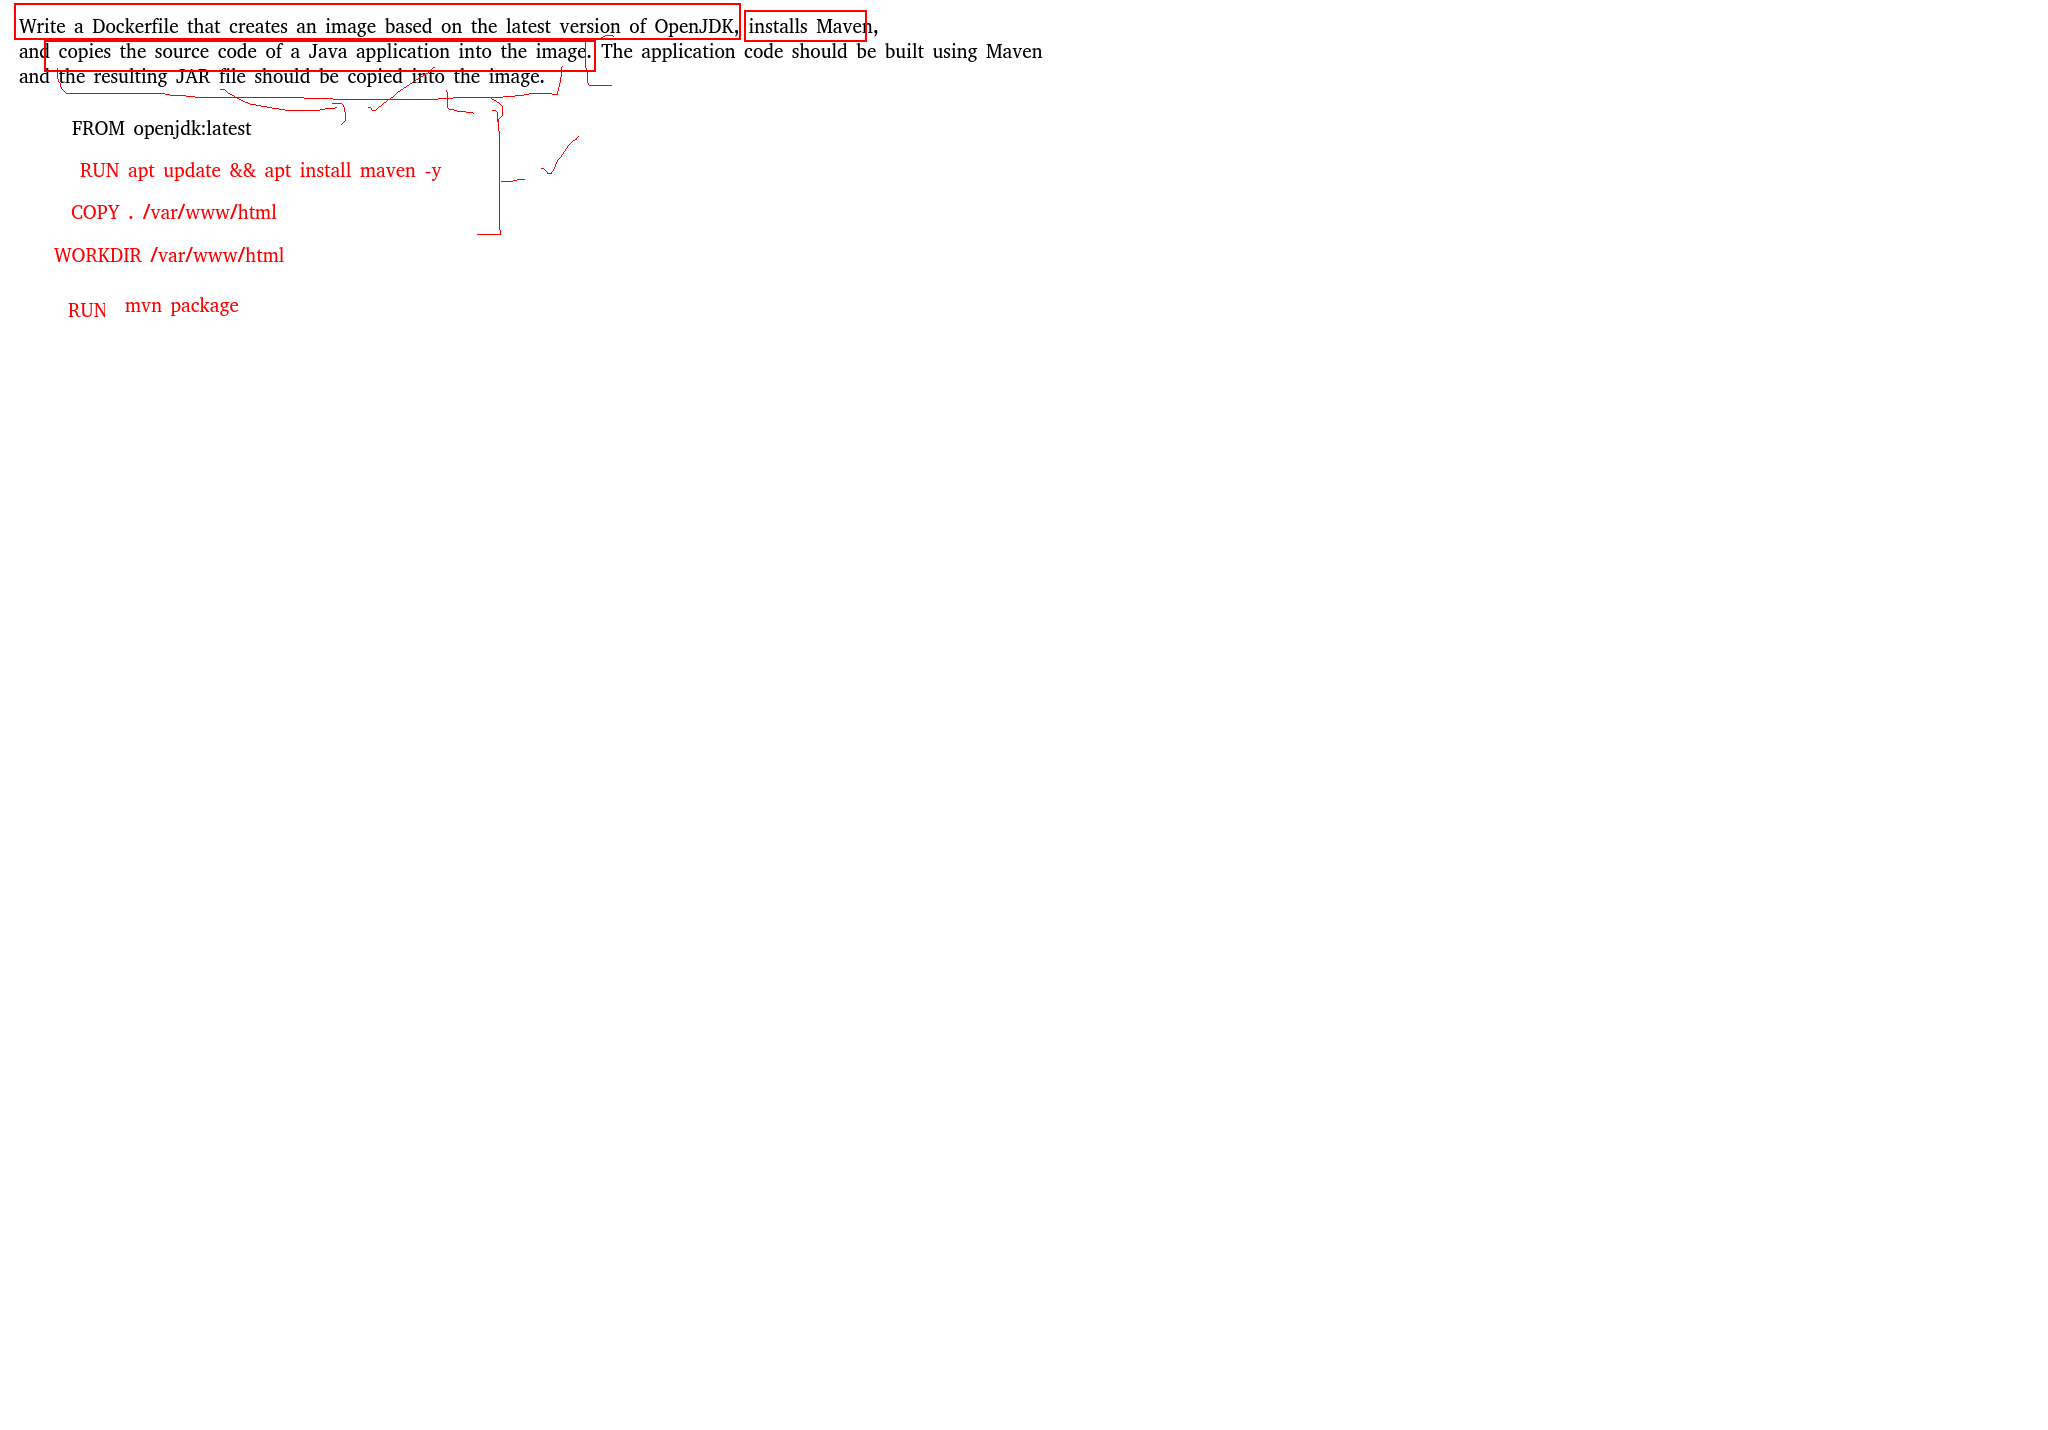 Write a Dockerfile that creates an image based on the latest version of OpenJDK, installs Maven,
and copies the source code of a Java application into the image. The application code should be built using Maven
and the resulting JAR file should be copied into the image.
FROM openjdk:latest
RUN apt update && apt install maven -y
COPY . /var/www/html
WORKDIR /var/www/html
RUN mvn package